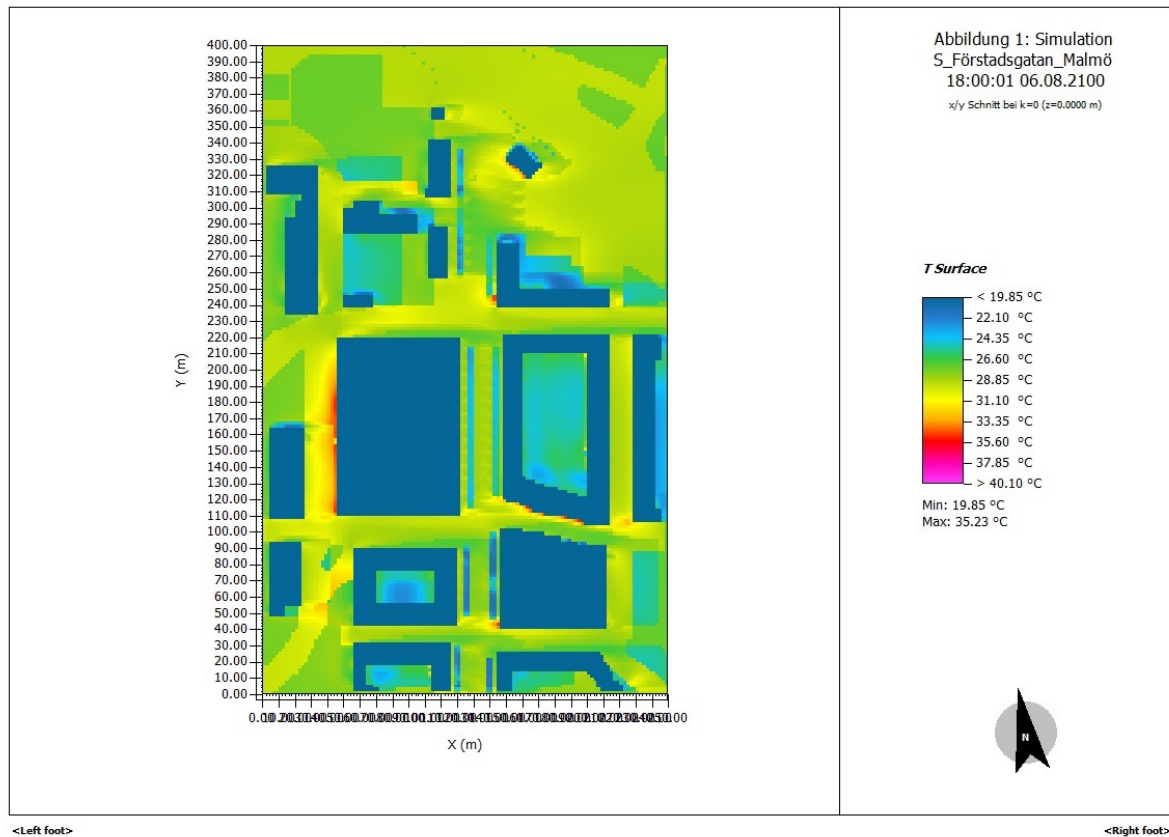 Abbildung 1: Simulation
S_Förstadsgatan_Malmö
18:00:01 06.08.2100
x/y Schnitt bei k=0 (z=0.0000 m)
400.00
390.00
380.00
370.00
360.00
350.00
340.00
330.00
320.00
310.00
300.00
290.00
280.00
270.00
260.00
250.00
240.00
230.00
220.00
210.00
200.00
190.00
180.00
170.00
160.00
150.00
140.00
130.00
120.00
110.00
100.00
90.00
80.00
70.00
60.00
50.00
40.00
30.00
20.00
10.00
0.00
Y (m)
X (m)
T Surface
< 19.85 °C
22.10 °C
24.35 °C
26.60 °C
28.85 °C
31.10 °C
33.35 °C
35.60 °C
37.85 °C
> 40.10 °C
Min: 19.85 °C
Max: 35.23 °C
N
<Left foot>
<Right foot>